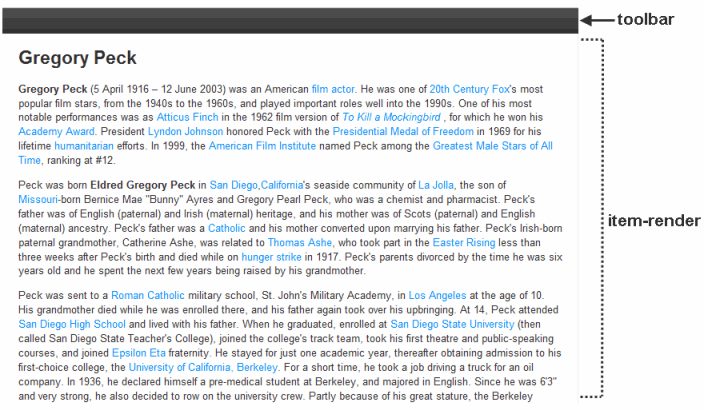 toolbar
Gregory Peck
Gregory Peck (5 April 1916 – 12 June 2003) was an American film actor. He was one of 20th Century Fox's most
popular film stars, from the 1940s to the 1960s, and played important roles well into the 1990s. One of his most
notable performances was as Atticus Finch in the 1962 film version of To Kill a Mockingbird , for which he won his
Academy Award. President Lyndon Johnson honored Peck with the Presidential Medal of Freedom in 1969 for his
lifetime humanitarian efforts. In 1999, the American Film Institute named Peck among the Greatest Male Stars of All
Time, ranking at #12.
Peck was born Eldred Gregory Peck in San Diego,California's seaside community of La Jolla, the son of
Missouri-born Bernice Mae "Bunny" Ayres and Gregory Pearl Peck, who was a chemist and pharmacist. Peck's
father was of English (paternal) and Irish (maternal) heritage, and his mother was of Scots (paternal) and English
(maternal) ancestry. Peck's father was a Catholic and his mother converted upon marrying his father. Peck's Irish-born
paternal grandmother, Catherine Ashe, was related to Thomas Ashe, who took part in the Easter Rising less than
three weeks after Peck's birth and died while on hunger strike in 1917. Peck's parents divorced by the time he was six
years old and he spent the next few years being raised by his grandmother.
item-render
Peck was sent to a Roman Catholic military school, St. John's Military Academy, in Los Angeles at the age of 10.
His grandmother died while he was enrolled there, and his father again took over his upbringing. At 14, Peck attended
San Diego High School and lived with his father. When he graduated, enrolled at San Diego State University (then
called San Diego State Teacher's College), joined the college's track team, took his first theatre and public-speaking
courses, and joined Epsilon Eta fraternity. He stayed for just one academic year, thereafter obtaining admission to his
first-choice college, the University of California, Berkeley. For a short time, he took a job driving a truck for an oil
company. In 1936, he declared himself a pre-medical student at Berkeley, and majored in English. Since he was 6'3"
and very strong, he also decided to row on the university crew. Partly because of his great stature, the Berkeley